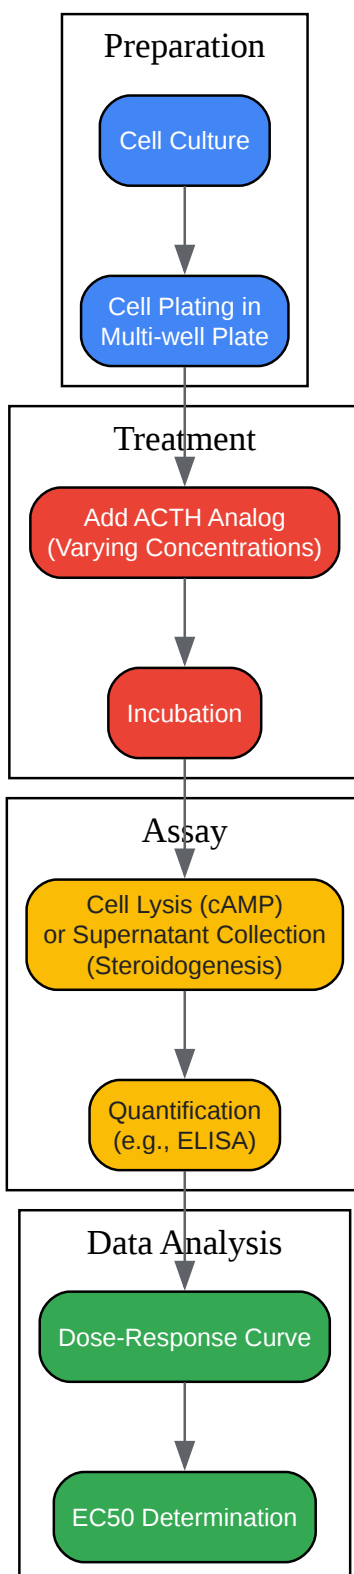 Preparation
Cell Culture
Cell Plating in
Multi-well Plate
Treatment
Add ACTH Analog
(Varying Concentrations)
Incubation
Assay
Cell Lysis (cAMP)
or Supernatant Collection
(Steroidogenesis)
Quantification
(e.g., ELISA)
Data Analysis
Dose-Response Curve
EC50 Determination